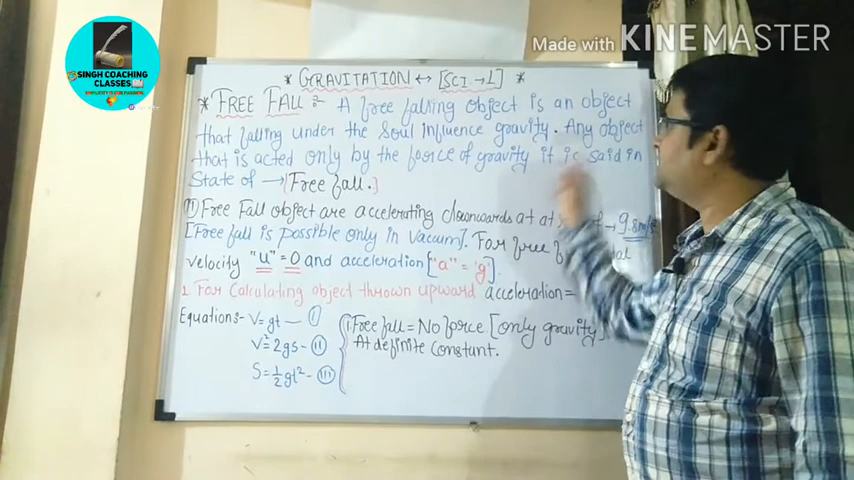 Made with KINEMASTER
SINGH COACHING
CLASSES
* GRAVITATION ↔ [SCI → 1] *
* FREE FALL :- A free falling object is an object
that falling under the soul influence gravity. Any object
that is acted only by the force of gravity it is said in
State of → [Free fall.]
(II) Free Fall object are accelerating downwards at at of → 9.8m/s²
[Free fall is possible only in vacuum]. For free
velocity "u" = 0 and acceleration ["a" = 'g'].
1. For Calculating object thrown upward acceleration=
Equations- V=gt — (I)
V²=2gs - (II)
S=1/2gt² - (III)
Free fall = No force [only gravity]
At definite constant.